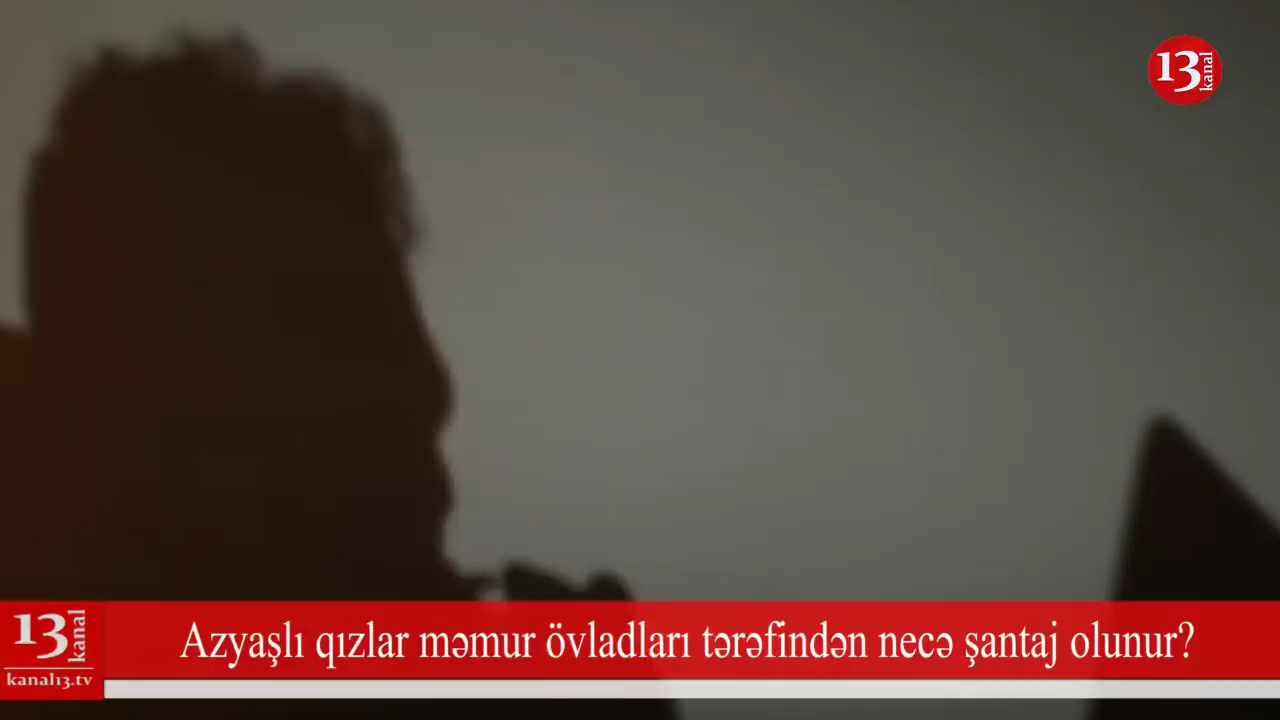 13 kanal
13 kanal
kanal13.tv
Azyaşlı qızlar məmur övladları tərəfindən necə şantaj olunur?